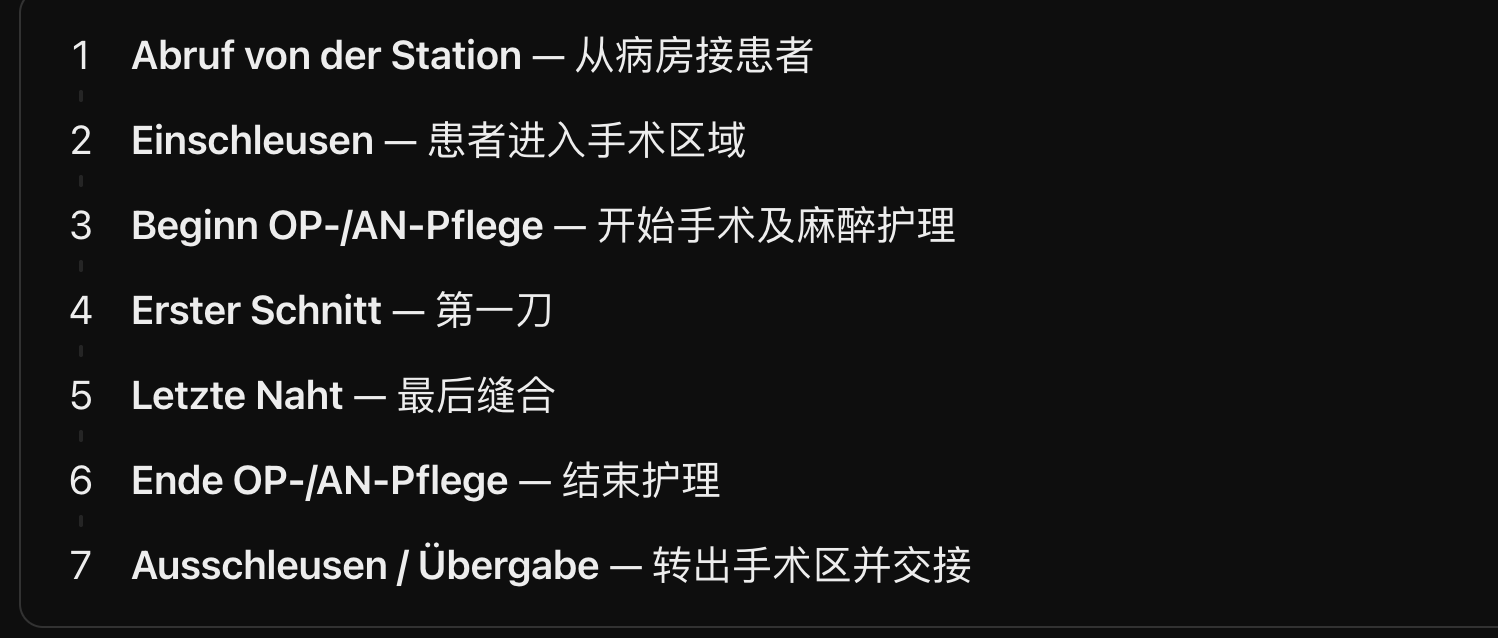 1 Abruf von der Station — 从病房接患者
2 Einschleusen — 患者进入手术区域
3 Beginn OP-/AN-Pflege — 开始手术及麻醉护理
4 Erster Schnitt — 第一刀
5 Letzte Naht — 最后缝合
6 Ende OP-/AN-Pflege — 结束护理
7 Ausschleusen / Übergabe — 转出手术区并交接